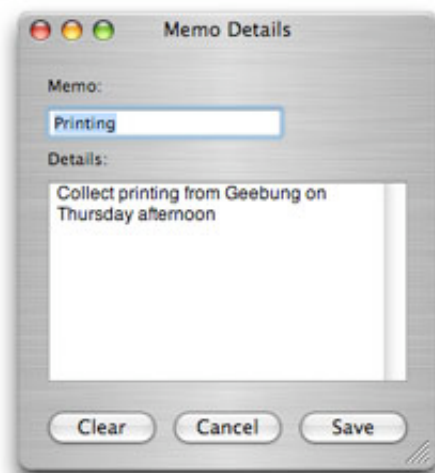 Memo Details
Memo:
Printing
Details:
Collect printing from Geebung on
Thursday afternoon
Clear
Cancel
Save